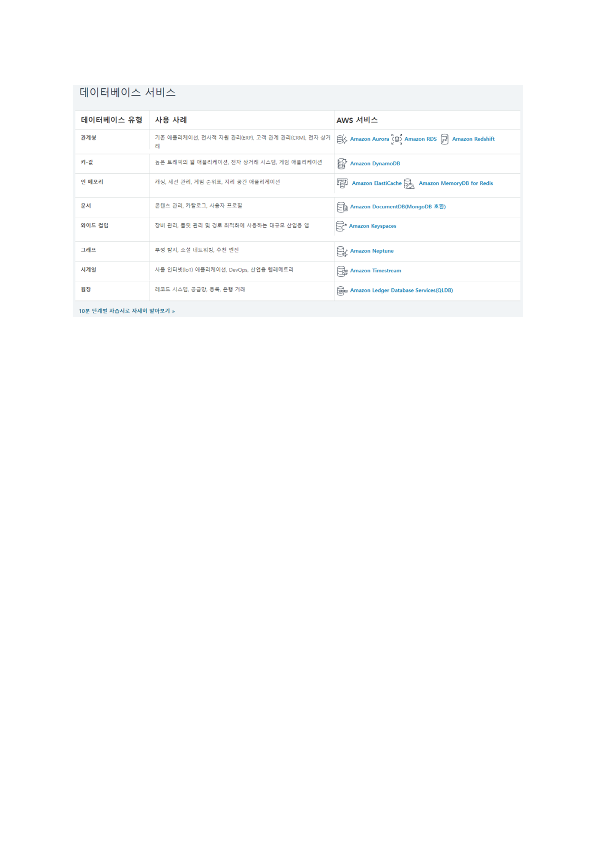 데이터베이스 서비스
데이터베이스 유형 사용 사례 AWS 서비스
관계형 기존 애플리케이션, 전사적 자원 관리(ERP), 고객 관계 관리(CRM), 전자 상거래 Amazon Aurora Amazon RDS Amazon Redshift
키-값 높은 트래픽의 웹 애플리케이션, 전자 상거래 시스템, 게임 애플리케이션 Amazon DynamoDB
인 메모리 캐싱, 세션 관리, 게임 순위표, 지리 공간 애플리케이션 Amazon ElastiCache Amazon MemoryDB for Redis
문서 콘텐츠 관리, 카탈로그, 사용자 프로필 Amazon DocumentDB(MongoDB 호환)
와이드 컬럼 장비 관리, 플릿 관리 및 경로 최적화에 사용하는 대규모 산업용 앱 Amazon Keyspaces
그래프 부정 탐지, 소셜 네트워킹, 추천 엔진 Amazon Neptune
시계열 사물 인터넷(IoT) 애플리케이션, DevOps, 산업용 텔레메트리 Amazon Timestream
원장 레코드 시스템, 공급망, 등록, 은행 거래 Amazon Ledger Database Services(QLDB)
10분 단계별 자습서로 자세히 알아보기 »